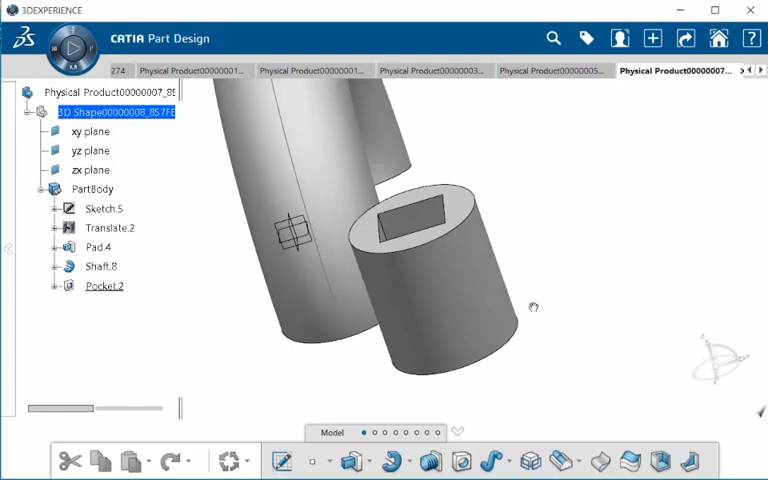 3DEXPERIENCE
CATIA Part Design
274 Physical Product00000001... Physical Product00000001... Physical Product00000003... Physical Product00000005... Physical Product00000007...
Physical Product00000007_85
3D Shape00000008_857FE
xy plane
yz plane
zx plane
PartBody
Sketch.5
Translate.2
Pad.4
Shaft.8
Pocket.2
Model